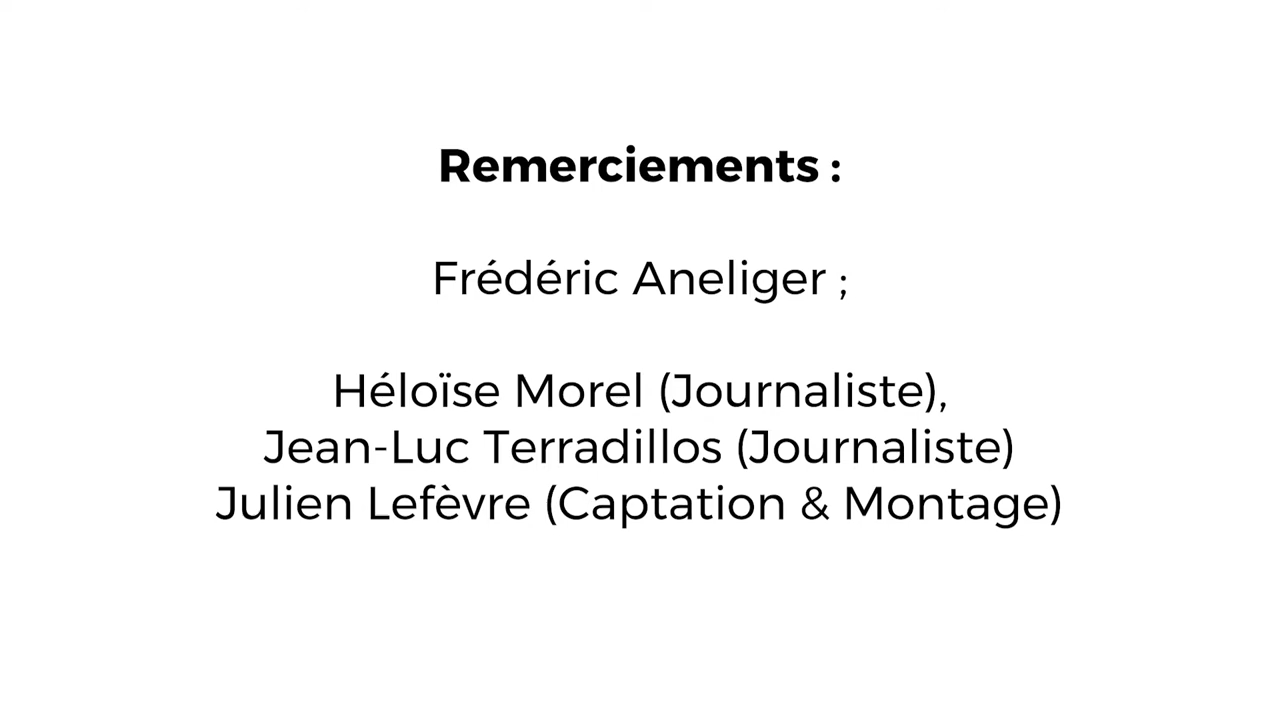 Remerciements :
Frédéric Aneliger ;
Héloïse Morel (Journaliste),
Jean-Luc Terradillos (Journaliste)
Julien Lefèvre (Captation & Montage)